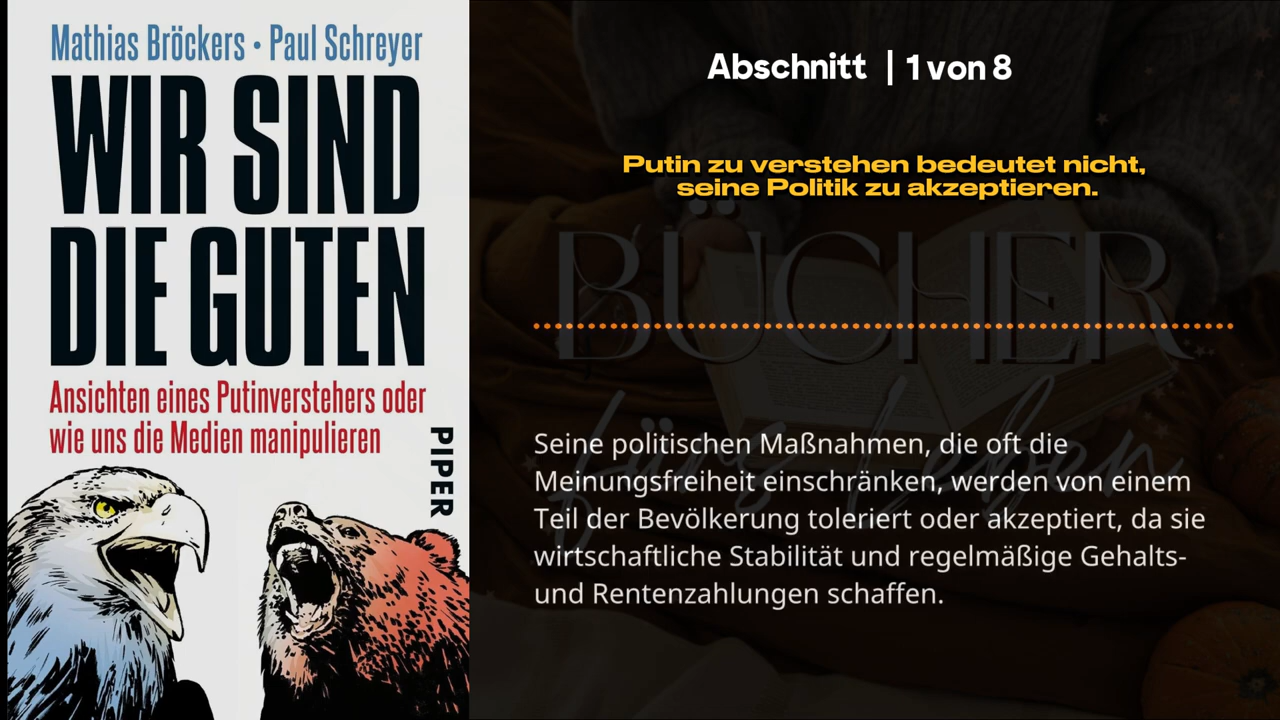 Mathias Bröckers • Paul Schreyer
WIR SIND
DIE GUTEN
Ansichten eines Putinverstehers oder
wie uns die Medien manipulieren
PIPER
Abschnitt | 1 von 8
Putin zu verstehen bedeutet nicht,
seine Politik zu akzeptieren.
BÜCHER
fürs Leben
Seine politischen Maßnahmen, die oft die
Meinungsfreiheit einschränken, werden von einem
Teil der Bevölkerung toleriert oder akzeptiert, da sie
wirtschaftliche Stabilität und regelmäßige Gehalts-
und Rentenzahlungen schaffen.